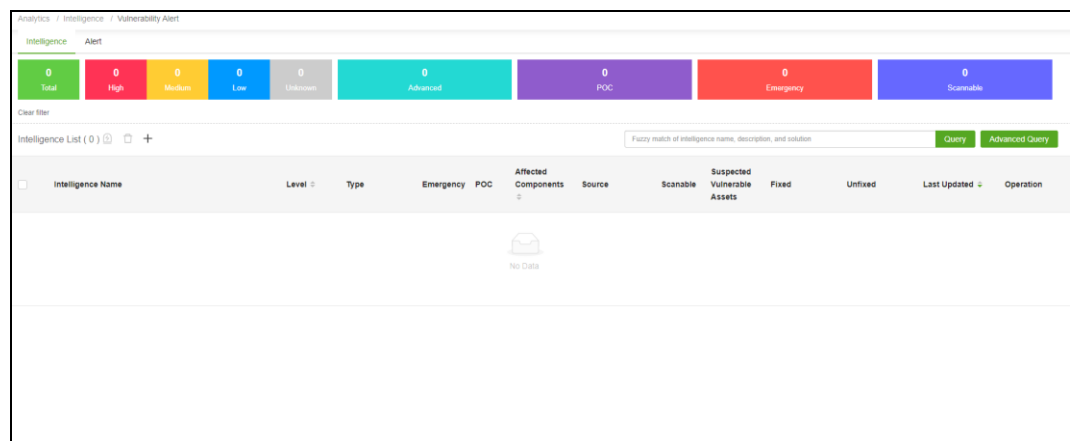 Analytics / Intelligence / Vulnerability Alert
Intelligence Alert
0 0 0 0 0 0 0 0 0
Total High Medium Low Unknown Advanced POC Emergency Scannable
Clear filter
Intelligence List ( 0 )
Fuzzy match of intelligence name, description, and solution
Query Advanced Query
Intelligence Name Level Type Emergency POC Affected Components Source Scanable Suspected Vulnerable Assets Fixed Unfixed Last Updated Operation
No Data